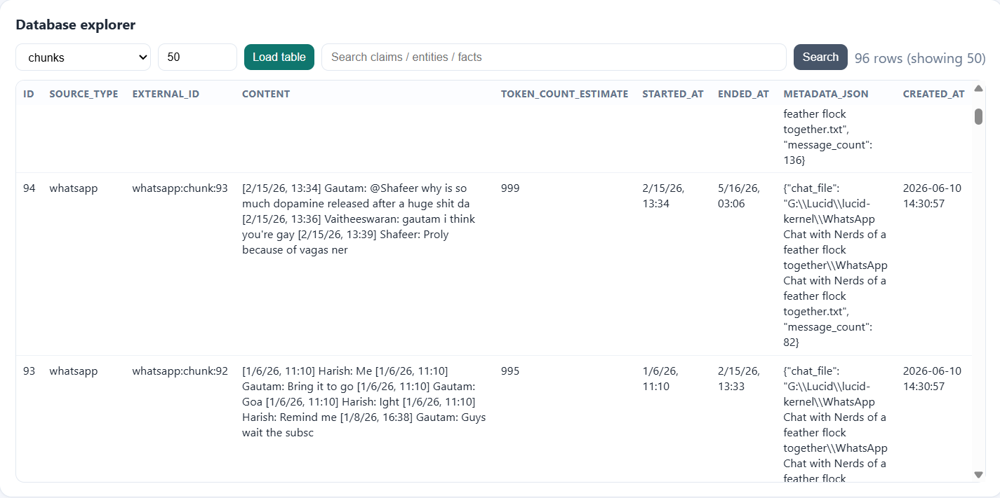 Database explorer
chunks 50 Load table Search claims / entities / facts Search 96 rows (showing 50)
ID SOURCE_TYPE EXTERNAL_ID CONTENT TOKEN_COUNT_ESTIMATE STARTED_AT ENDED_AT METADATA_JSON CREATED_AT
feather flock
together.txt",
"message_count":
136}
94 whatsapp whatsapp:chunk:93 [2/15/26, 13:34] Gautam: @Shafeer why is so 999 2/15/26, 5/16/26, {"chat_file": 2026-06-10
much dopamine released after a huge shit da 13:34 03:06 "G:\\Lucid\\lucid- 14:30:57
[2/15/26, 13:36] Vaitheeswaran: gautam i think kernel\\WhatsApp
you're gay [2/15/26, 13:39] Shafeer: Proly Chat with Nerds of a
because of vagas ner feather flock
together\\WhatsApp
Chat with Nerds of a
feather flock
together.txt",
"message_count":
82}
93 whatsapp whatsapp:chunk:92 [1/6/26, 11:10] Harish: Me [1/6/26, 11:10] 995 1/6/26, 2/15/26, {"chat_file": 2026-06-10
Gautam: Bring it to go [1/6/26, 11:10] Gautam: 11:10 13:33 "G:\\Lucid\\lucid- 14:30:57
Goa [1/6/26, 11:10] Harish: Ight [1/6/26, 11:10] kernel\\WhatsApp
Harish: Remind me [1/8/26, 16:38] Gautam: Guys Chat with Nerds of a
wait the subsc feather flock
together\\WhatsApp
Chat with Nerds of a
feather flock